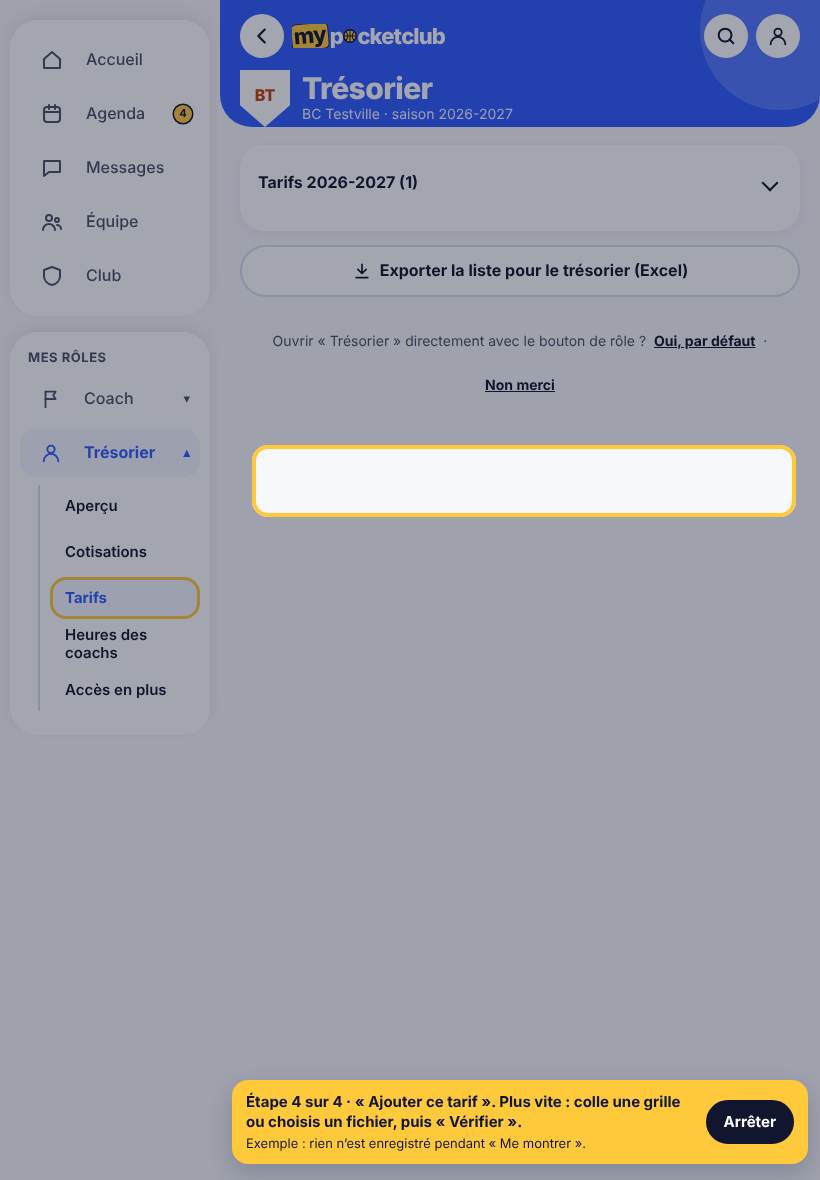 Accueil
Agenda 4
Messages
Équipe
Club
MES RÔLES
Coach
Trésorier
Aperçu
Cotisations
Tarifs
Heures des
coachs
Accès en plus
mypocketclub
BT
Trésorier
BC Testville · saison 2026-2027
Tarifs 2026-2027 (1)
Exporter la liste pour le trésorier (Excel)
Ouvrir « Trésorier » directement avec le bouton de rôle ? Oui, par défaut ·
Non merci
Étape 4 sur 4 · « Ajouter ce tarif ». Plus vite : colle une grille
ou choisis un fichier, puis « Vérifier ».
Exemple : rien n’est enregistré pendant « Me montrer ».
Arrêter